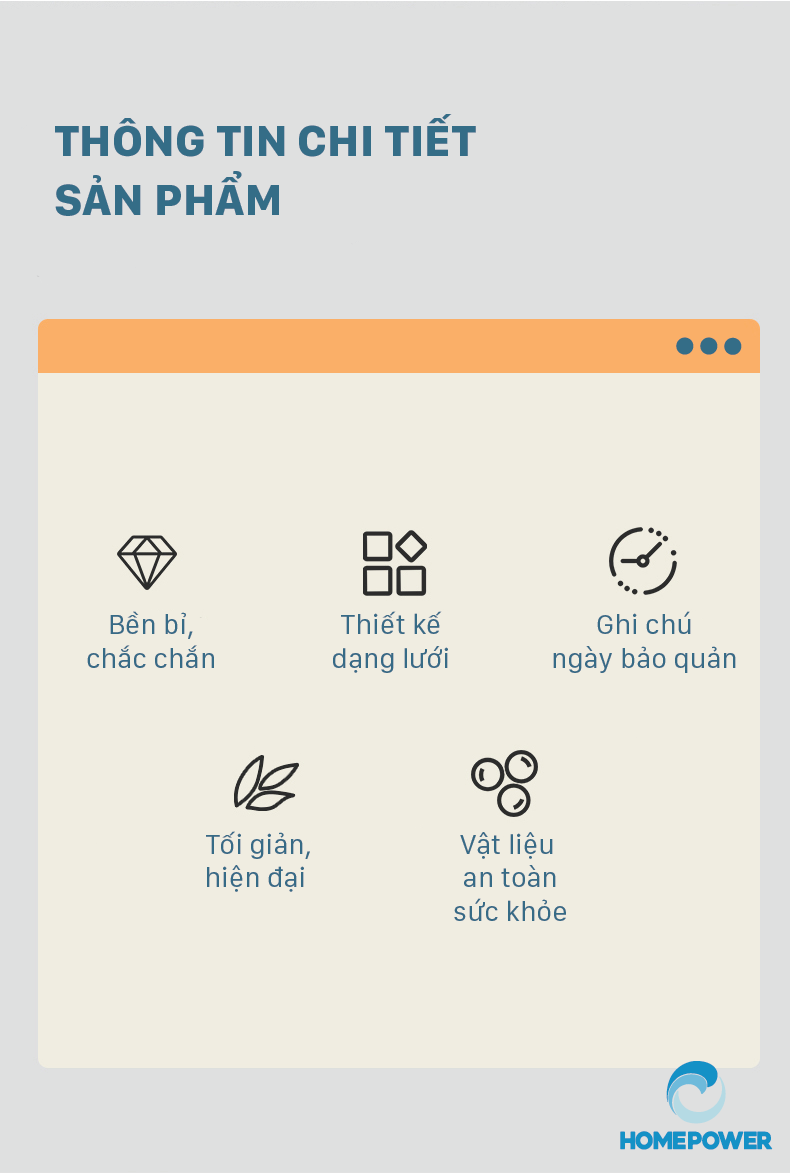 THÔNG TIN CHI TIẾT
SẢN PHẨM
Bền bỉ,
chắc chắn
Thiết kế
dạng lưới
Ghi chú
ngày bảo quản
Tối giản,
hiện đại
Vật liệu
an toàn
sức khỏe
HOMEPOWER